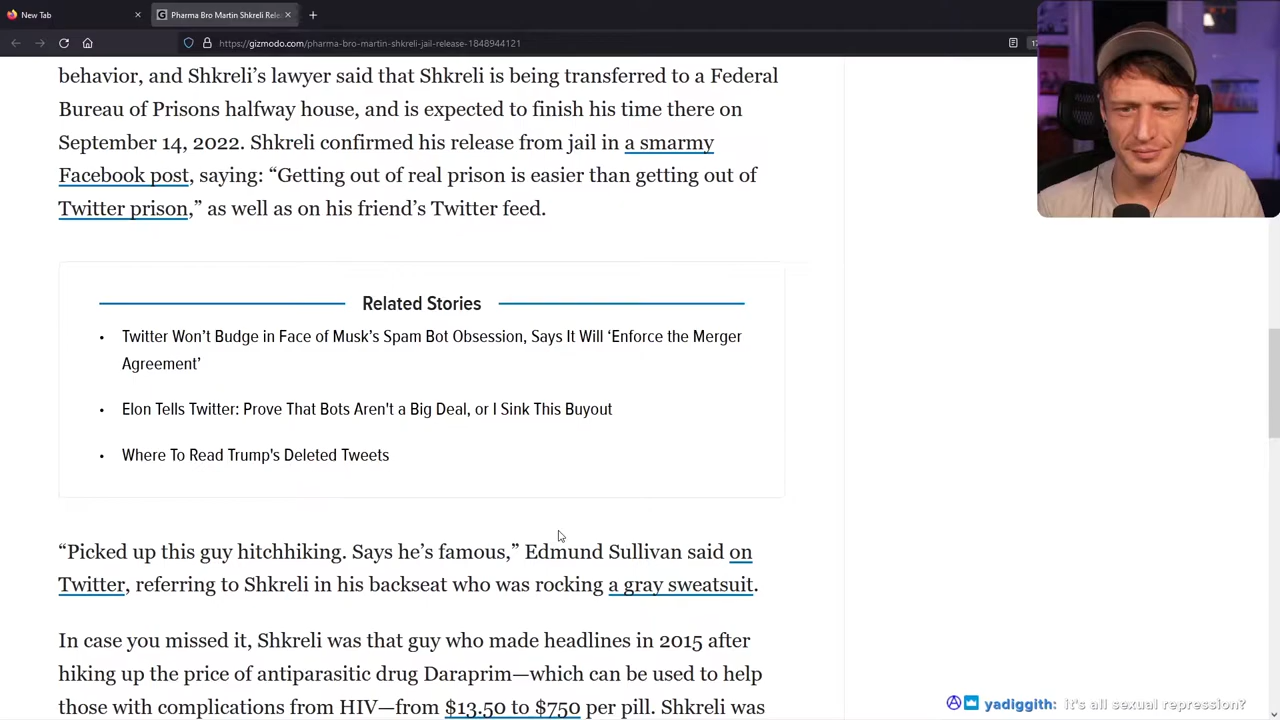 New Tab
Pharma Bro Martin Shkreli Rele
https://gizmodo.com/pharma-bro-martin-shkreli-jail-release-1848944121
behavior, and Shkreli’s lawyer said that Shkreli is being transferred to a Federal
Bureau of Prisons halfway house, and is expected to finish his time there on
September 14, 2022. Shkreli confirmed his release from jail in a smarmy
Facebook post, saying: “Getting out of real prison is easier than getting out of
Twitter prison,” as well as on his friend’s Twitter feed.
Related Stories
• Twitter Won’t Budge in Face of Musk’s Spam Bot Obsession, Says It Will ‘Enforce the Merger
Agreement’
• Elon Tells Twitter: Prove That Bots Aren't a Big Deal, or I Sink This Buyout
• Where To Read Trump's Deleted Tweets
“Picked up this guy hitchhiking. Says he’s famous,” Edmund Sullivan said on
Twitter, referring to Shkreli in his backseat who was rocking a gray sweatsuit.
In case you missed it, Shkreli was that guy who made headlines in 2015 after
hiking up the price of antiparasitic drug Daraprim—which can be used to help
those with complications from HIV—from $13.50 to $750 per pill. Shkreli was
yadiggith: it's all sexual repression?